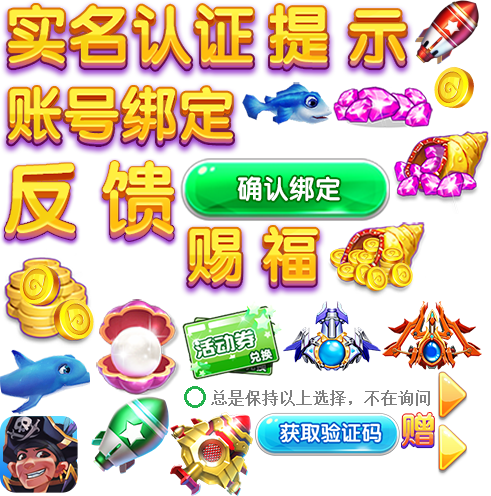 实名认证提示
账号绑定
反馈
确认绑定
赐福
活动券
兑换
总是保持以上选择，不在询问
获取验证码
赠